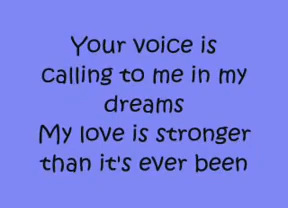 Your voice is
calling to me in my
dreams
My love is stronger
than it's ever been